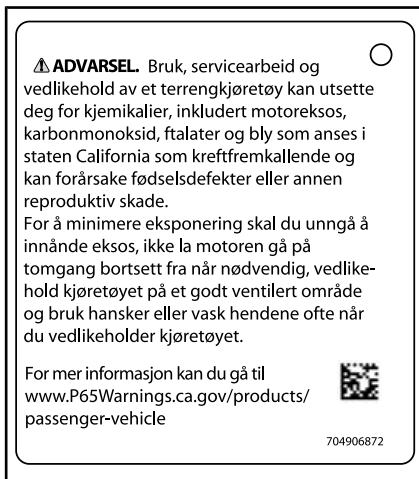 ⚠ ADVARSEL. Bruk, servicearbeid og
vedlikehold av et terrengkjøretøy kan utsette
deg for kjemikalier, inkludert motoreksos,
karbonmonoksid, ftalater og bly som anses i
staten California som kreftfremkallende og
kan forårsake fødselsdefekter eller annen
reproduktiv skade.
For å minimere eksponering skal du unngå å
innånde eksos, ikke la motoren gå på
tomgang bortsett fra når nødvendig, vedlike-
hold kjøretøyet på et godt ventilert område
og bruk hansker eller vask hendene ofte når
du vedlikeholder kjøretøyet.
For mer informasjon kan du gå til
www.P65Warnings.ca.gov/products/
passenger-vehicle
704906872